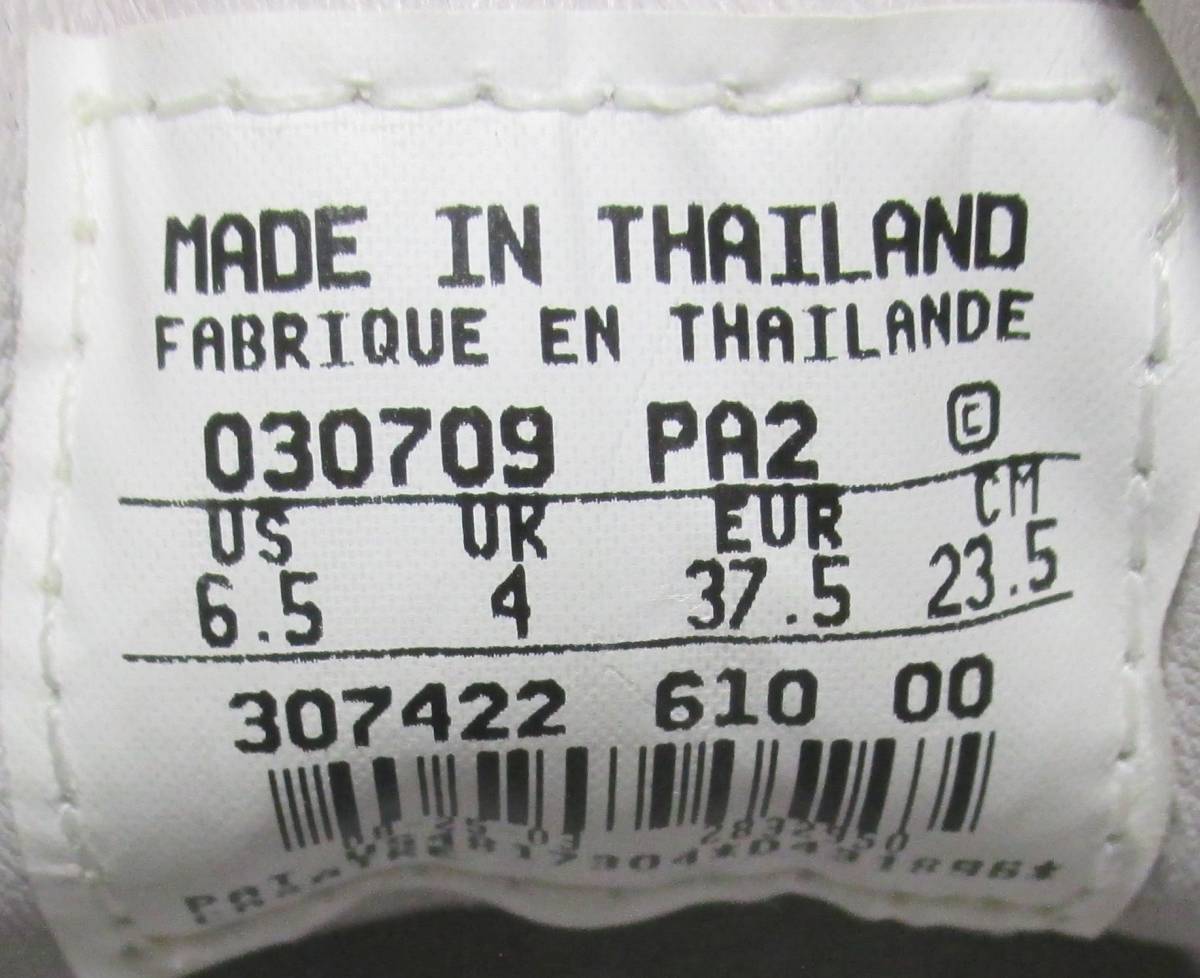 MADE IN THAILAND
FABRIQUE EN THAILANDE
030709 PA2 ©
US UK EUR CM
6.5 4 37.5 23.5
307422 610 00